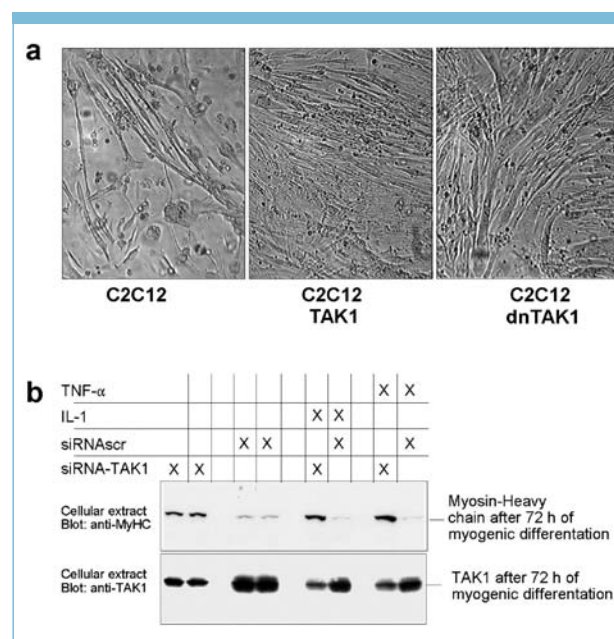 a
C2C12
C2C12
TAK1
C2C12
dnTAK1
b
TNF-α
X X
IL-1
X X
siRNAscr
X X X X
siRNA-TAK1
X X X X
Cellular extract
Blot: anti-MyHC
Myosin-Heavy
chain after 72 h of
myogenic differentation
Cellular extract
Blot: anti-TAK1
TAK1 after 72 h of
myogenic differentation